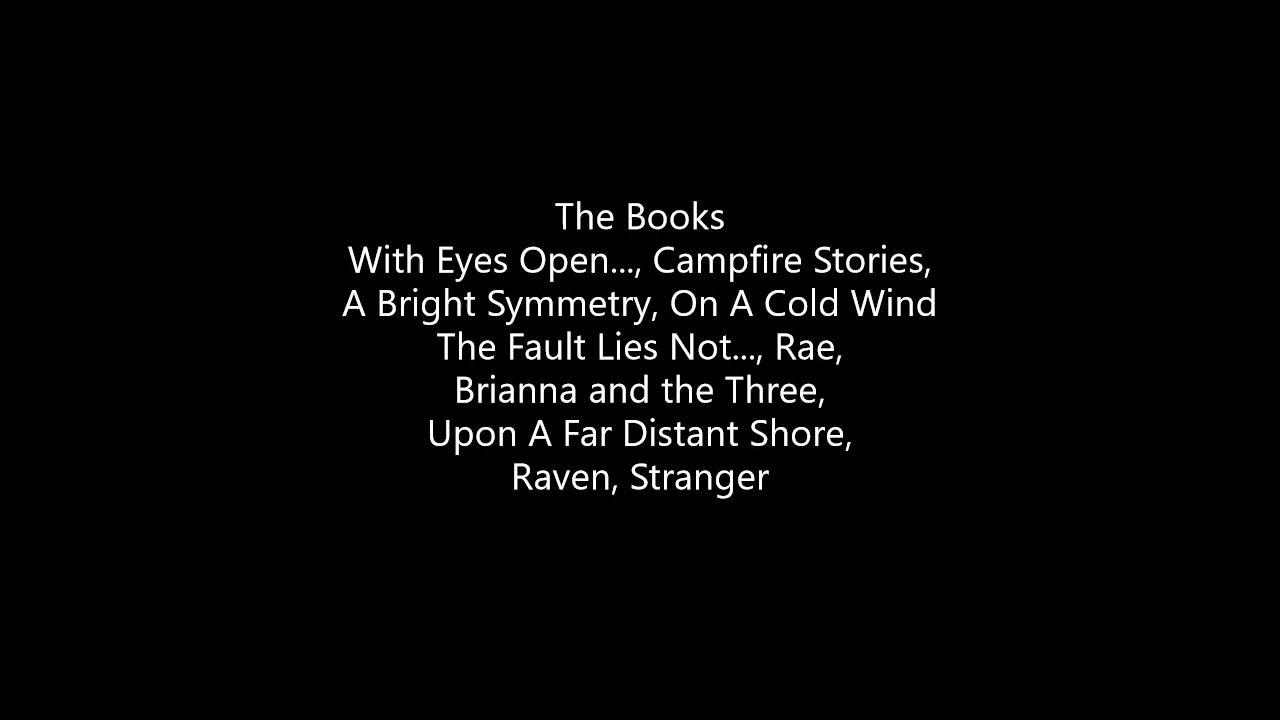 The Books
With Eyes Open..., Campfire Stories,
A Bright Symmetry, On A Cold Wind
The Fault Lies Not..., Rae,
Brianna and the Three,
Upon A Far Distant Shore,
Raven, Stranger